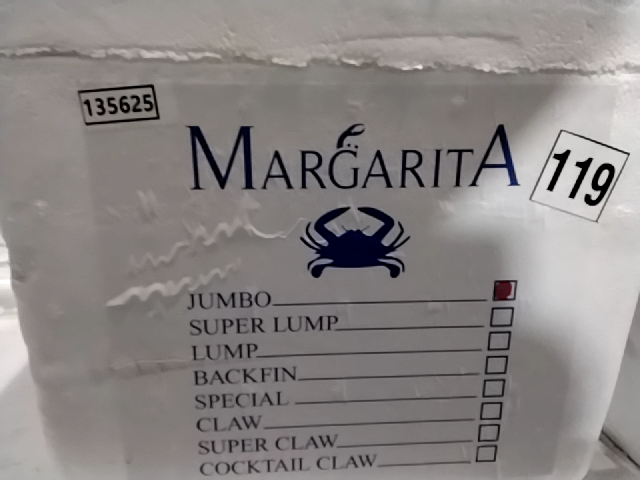 135625
MARGARITA
119
JUMBO
SUPER LUMP
LUMP
BACKFIN
SPECIAL
CLAW
SUPER CLAW
COCKTAIL CLAW